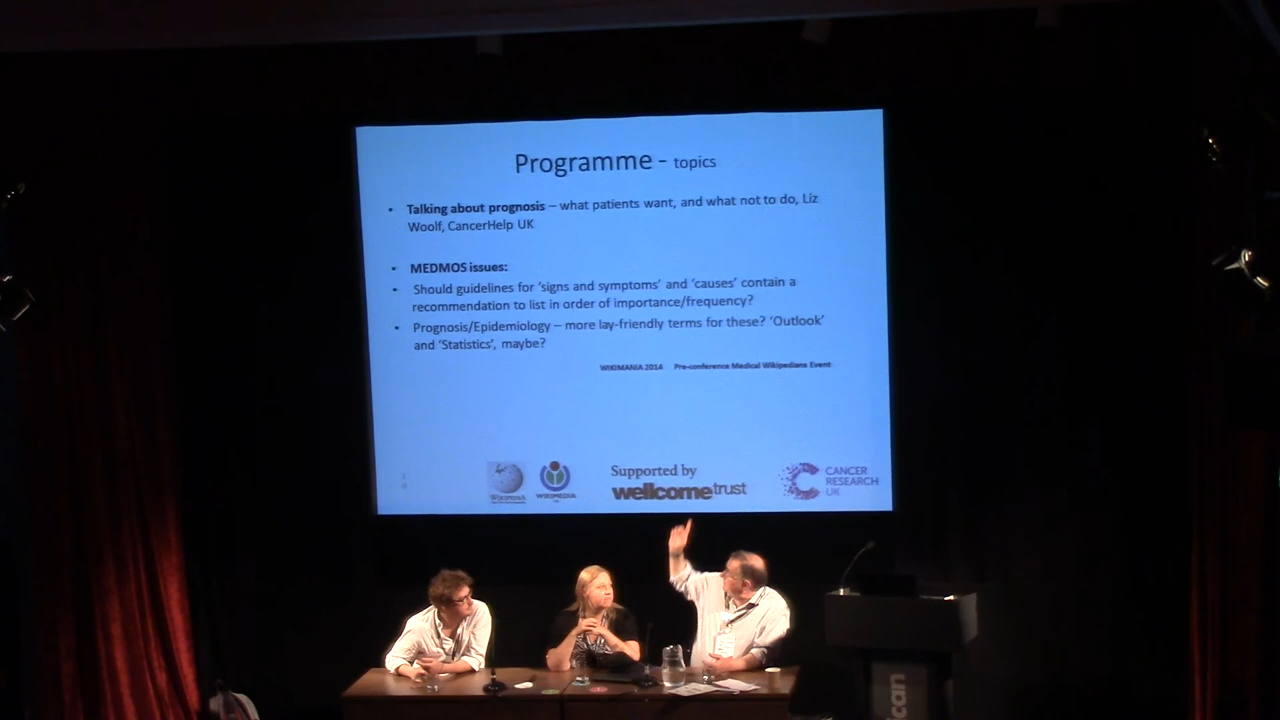 Programme - topics
• Talking about prognosis – what patients want, and what not to do, Liz
Woolf, CancerHelp UK
• MEDMOS issues:
• Should guidelines for 'signs and symptoms' and 'causes' contain a
recommendation to list in order of importance/frequency?
• Prognosis/Epidemiology – more lay-friendly terms for these? 'Outlook'
and 'Statistics', maybe?
WIKIMANIA 2014 Pre-conference Medical Wikipedians Event
WIKIPEDIA
WIKIMEDIA
Supported by
wellcometrust
CANCER
RESEARCH
UK
ican